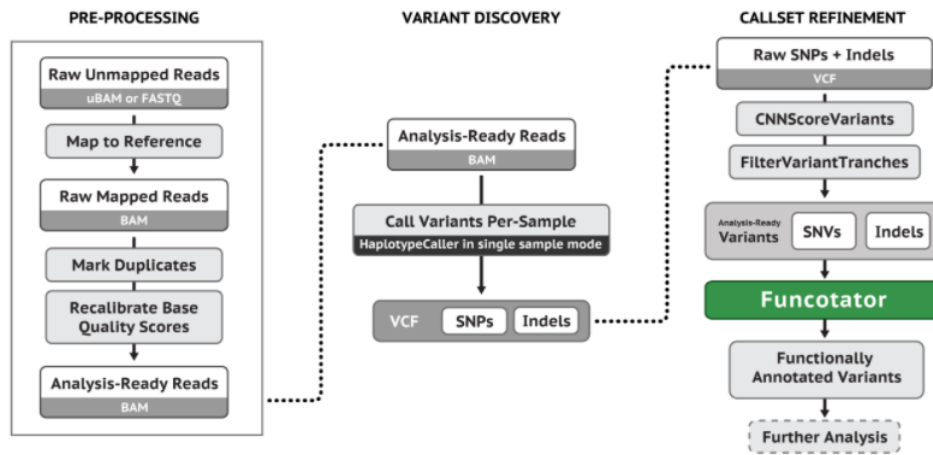 PRE-PROCESSING
Raw Unmapped Reads
uBAM or FASTQ
Map to Reference
Raw Mapped Reads
BAM
Mark Duplicates
Recalibrate Base
Quality Scores
Analysis-Ready Reads
BAM
VARIANT DISCOVERY
Analysis-Ready Reads
BAM
Call Variants Per-Sample
HaplotypeCaller in single sample mode
VCF SNPs Indels
CALLSET REFINEMENT
Raw SNPs + Indels
VCF
CNNScoreVariants
FilterVariantTranches
Analysis-Ready
Variants SNVs Indels
Funcotator
Functionally
Annotated Variants
Further Analysis